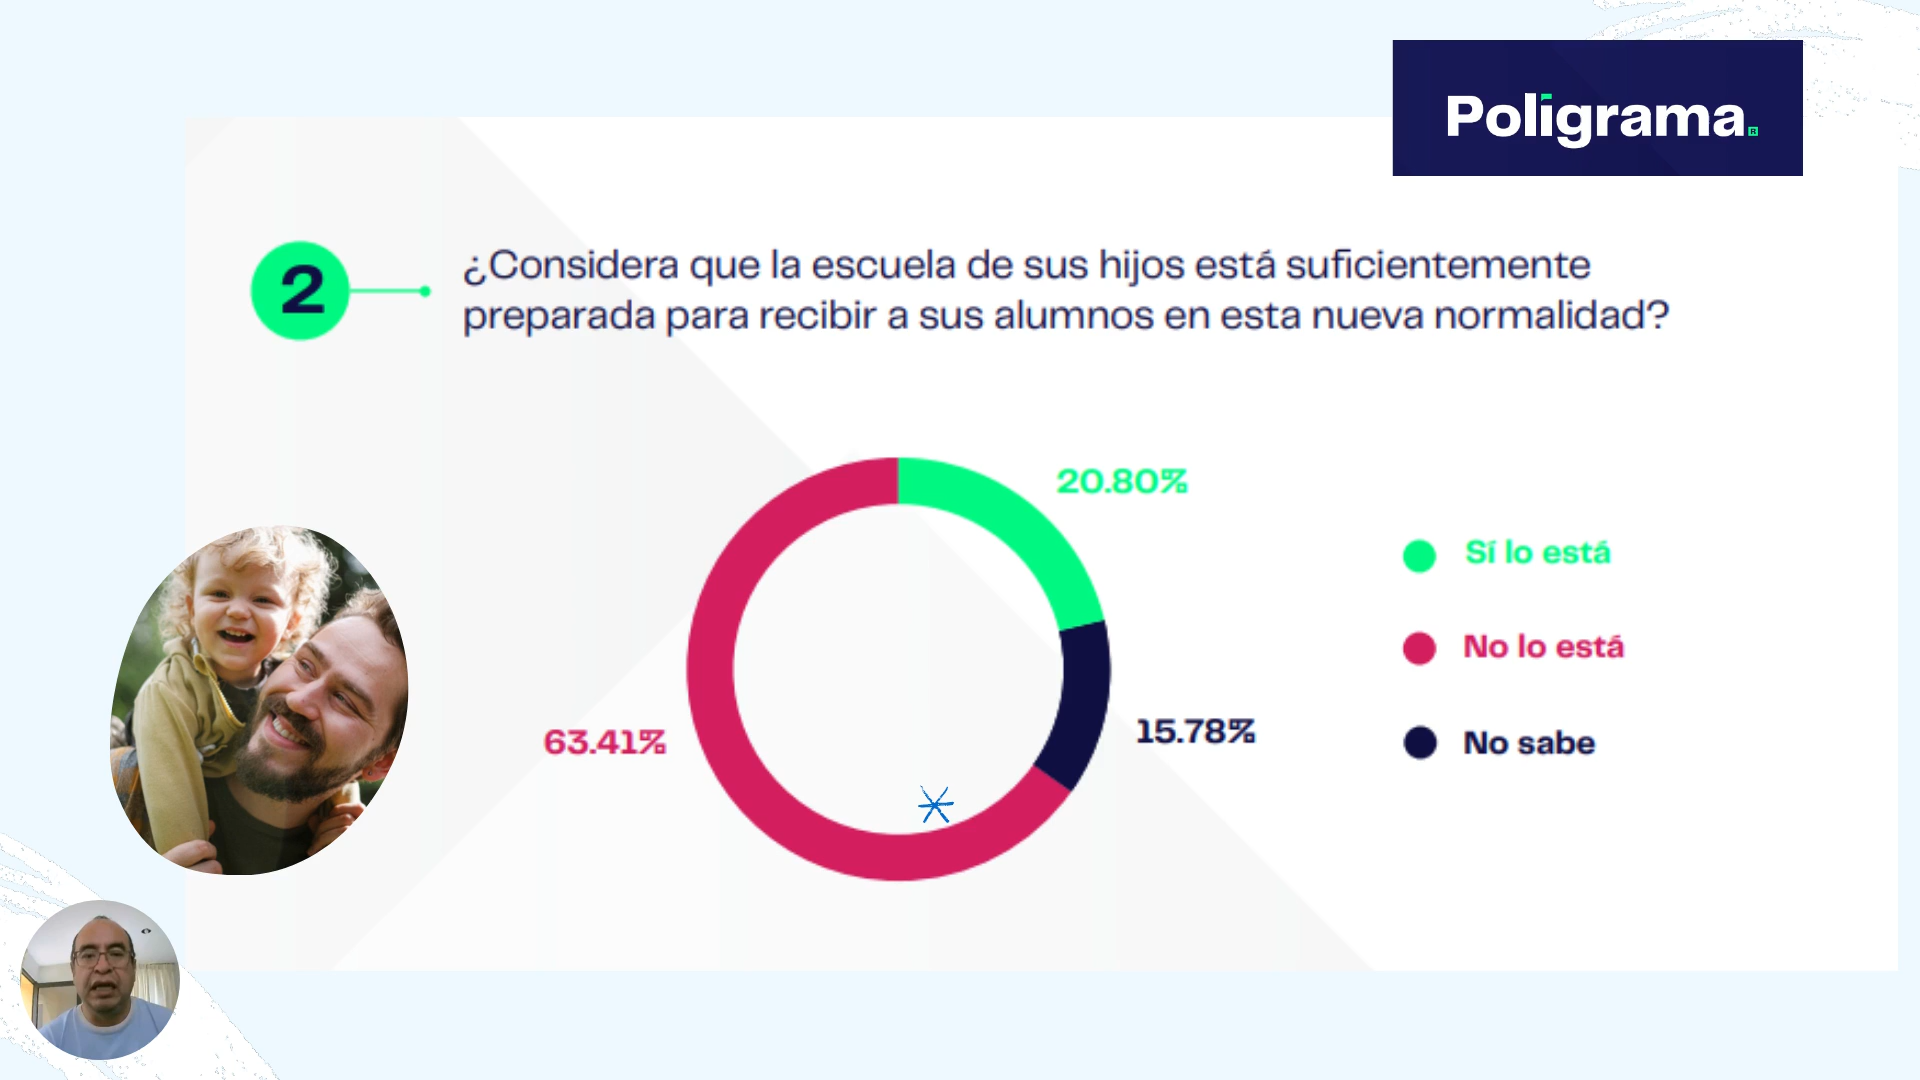 Poligrama.
2
¿Considera que la escuela de sus hijos está suficientemente
preparada para recibir a sus alumnos en esta nueva normalidad?
20.80%
Sí lo está
No lo está
63.41%
15.78%
No sabe